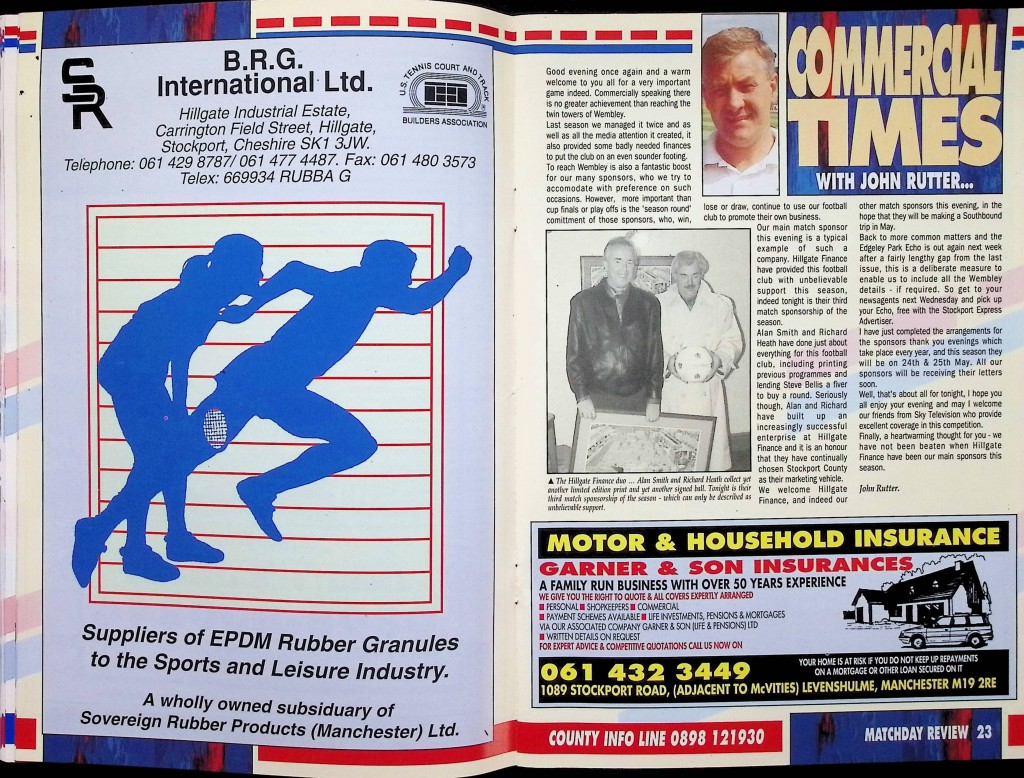 CSR
B.R.G.
International Ltd.
U.S. TENNIS COURT AND TRACK
BUILDERS ASSOCIATION
Hillgate Industrial Estate,
Carrington Field Street, Hillgate,
Stockport, Cheshire SK1 3JW.
Telephone: 061 429 8787/ 061 477 4487. Fax: 061 480 3573
Telex: 669934 RUBBA G
Suppliers of EPDM Rubber Granules
to the Sports and Leisure Industry.
A wholly owned subsiduary of
Sovereign Rubber Products (Manchester) Ltd.
COMMERCIAL
TIMES
WITH JOHN RUTTER...
Good evening once again and a warm
welcome to you all for a very important
game indeed. Commercially speaking there
is no greater achievement than reaching the
twin towers of Wembley.
Last season we managed it twice and as
well as all the media attention it created, it
also provided some badly needed finances
to put the club on an even sounder footing.
To reach Wembley is also a fantastic boost
for our many sponsors, who we try to
accomodate with preference on such
occasions. However, more important than
cup finals or play offs is the 'season round'
comittment of those sponsors, who, win,
lose or draw, continue to use our football
club to promote their own business.
Our main match sponsor
this evening is a typical
example of such a
company. Hillgate Finance
have provided this football
club with unbelievable
support this season,
indeed tonight is their third
match sponsorship of the
season.
Alan Smith and Richard
Heath have done just about
everything for this football
club, including printing
previous programmes and
lending Steve Bellis a fiver
to buy a round. Seriously
though, Alan and Richard
have built up an
increasingly successful
enterprise at Hillgate
Finance and it is an honour
that they have continually
chosen Stockport County
as their marketing vehicle.
We welcome Hillgate
Finance, and indeed our
other match sponsors this evening, in the
hope that they will be making a Southbound
trip in May.
Back to more common matters and the
Edgeley Park Echo is out again next week
after a fairly lengthy gap from the last
issue, this is a deliberate measure to
enable us to include all the Wembley
details - if required. So get to your
newsagents next Wednesday and pick up
your Echo, free with the Stockport Express
Advertiser.
I have just completed the arrangements for
the sponsors thank you evenings which
take place every year, and this season they
will be on 24th & 25th May. All our
sponsors will be receiving their letters
soon.
Well, that's about all for tonight, I hope you
all enjoy your evening and may I welcome
our friends from Sky Television who provide
excellent coverage in this competition.
Finally, a heartwarming thought for you - we
have not been beaten when Hillgate
Finance have been our main sponsors this
season.
John Rutter.
▲ The Hillgate Finance duo ... Alan Smith and Richard Heath collect yet
another limited edition print and yet another signed ball. Tonight is their
third match sponsorship of the season - which can only be described as
unbelievable support.
MOTOR & HOUSEHOLD INSURANCE
GARNER & SON INSURANCES
A FAMILY RUN BUSINESS WITH OVER 50 YEARS EXPERIENCE
WE GIVE YOU THE RIGHT TO QUOTE & ALL COVERS EXPERTLY ARRANGED
■ PERSONAL ■ SHOPKEEPERS ■ COMMERCIAL
■ PAYMENT SCHEMES AVAILABLE ■ LIFE INVESTMENTS, PENSIONS & MORTGAGES
VIA OUR ASSOCIATED COMPANY GARNER & SON (LIFE & PENSIONS) LTD
■ WRITTEN DETAILS ON REQUEST
FOR EXPERT ADVICE & COMPETITIVE QUOTATIONS CALL US NOW ON
061 432 3449
YOUR HOME IS AT RISK IF YOU DO NOT KEEP UP REPAYMENTS
ON A MORTGAGE OR OTHER LOAN SECURED ON IT
1089 STOCKPORT ROAD, (ADJACENT TO McVITIES) LEVENSHULME, MANCHESTER M19 2RE
COUNTY INFO LINE 0898 121930
MATCHDAY REVIEW 23